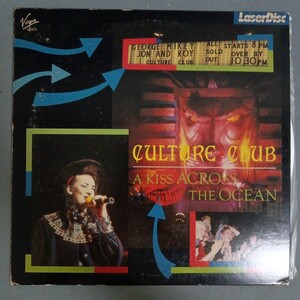 Virgin
LaserDisc
GEORGE MIKEY
JON AND ROY
CULTURE CLUB
ALL
SOLD
OUT
STARTS 8 PM
OVER BY
10:30 PM
CULTURE CLUB
A KISS ACROSS
THE OCEAN